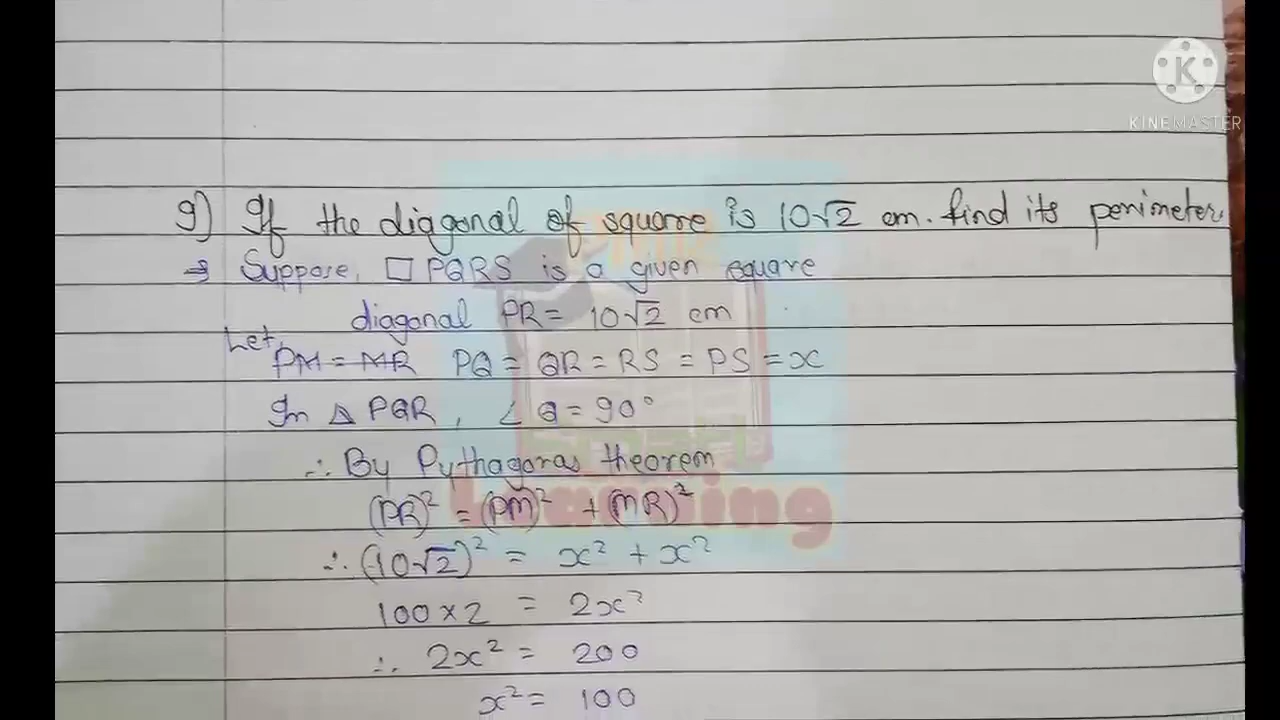 KINEMASTER
9) If the diagonal of square is 10√2 cm. find its perimeter.
⇒ Suppose, □ PQRS is a given square
diagonal PR = 10√2 cm
Let,
PM = MR PQ = QR = RS = PS = x
In △ PQR, ∠Q = 90°
∴ By Pythagoras theorem
(PR)² = (PM)² + (MR)²
∴ (10√2)² = x² + x²
100 × 2 = 2x²
∴ 2x² = 200
x² = 100
Learning